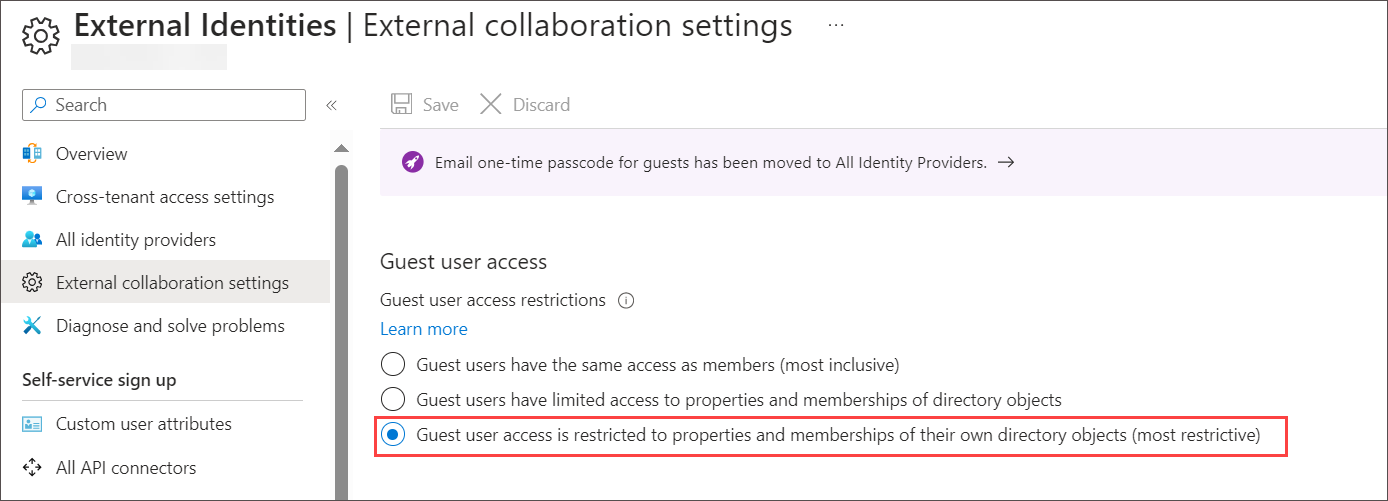 External Identities | External collaboration settings ...
Search «
Save Discard
Overview
Email one-time passcode for guests has been moved to All Identity Providers. →
Cross-tenant access settings
All identity providers
External collaboration settings
Diagnose and solve problems
Self-service sign up
Custom user attributes
All API connectors
Guest user access
Guest user access restrictions
Learn more
Guest users have the same access as members (most inclusive)
Guest users have limited access to properties and memberships of directory objects
Guest user access is restricted to properties and memberships of their own directory objects (most restrictive)